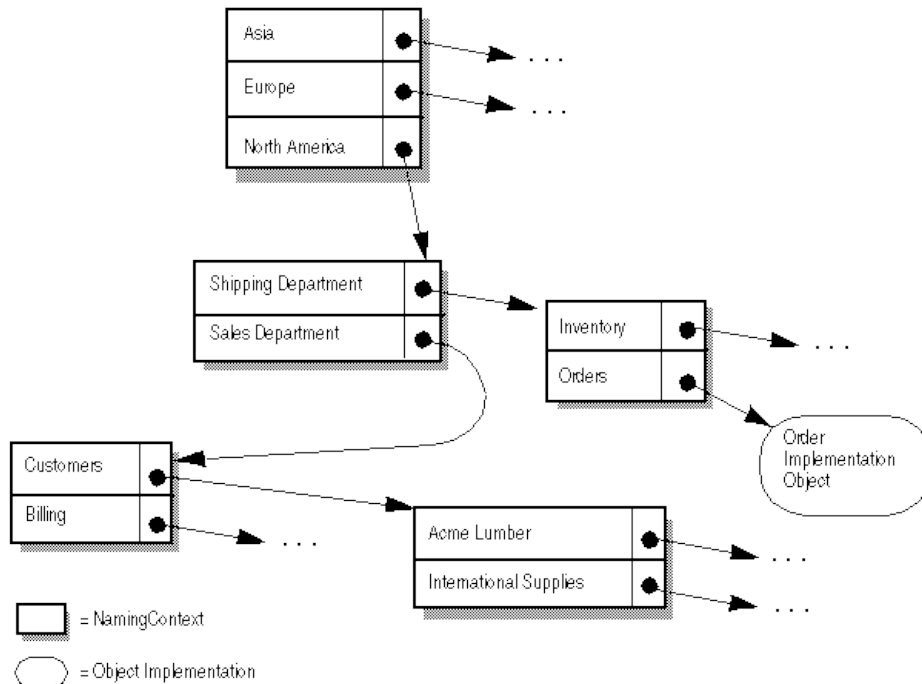 Asia
. . .
Europe
. . .
North America
Shipping Department
Sales Department
Inventory
. . .
Orders
Order
Implementation
Object
Customers
Billing
. . .
Acme Lumber
. . .
International Supplies
. . .
= NamingContext
= Object Implementation